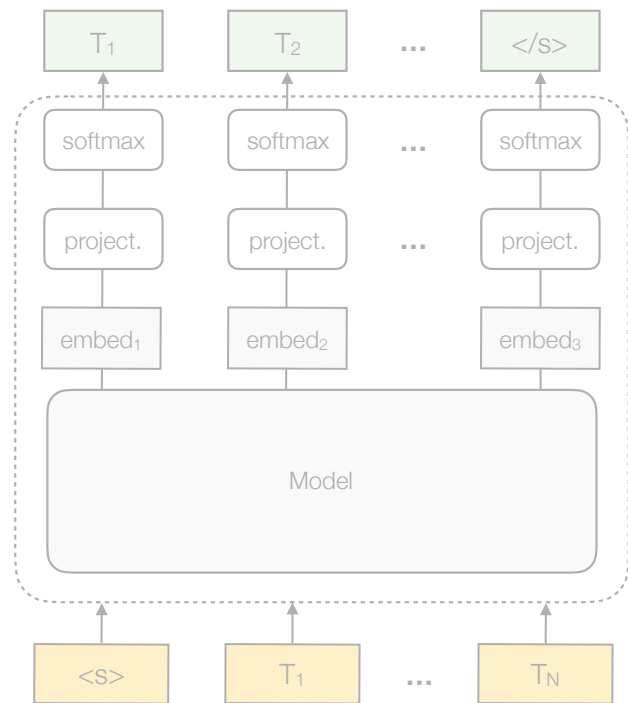 T₁ T₂ ... </s>
softmax softmax ... softmax
project. project. ... project.
embed₁ embed₂ embed₃
Model
<s> T₁ ... Tₙ